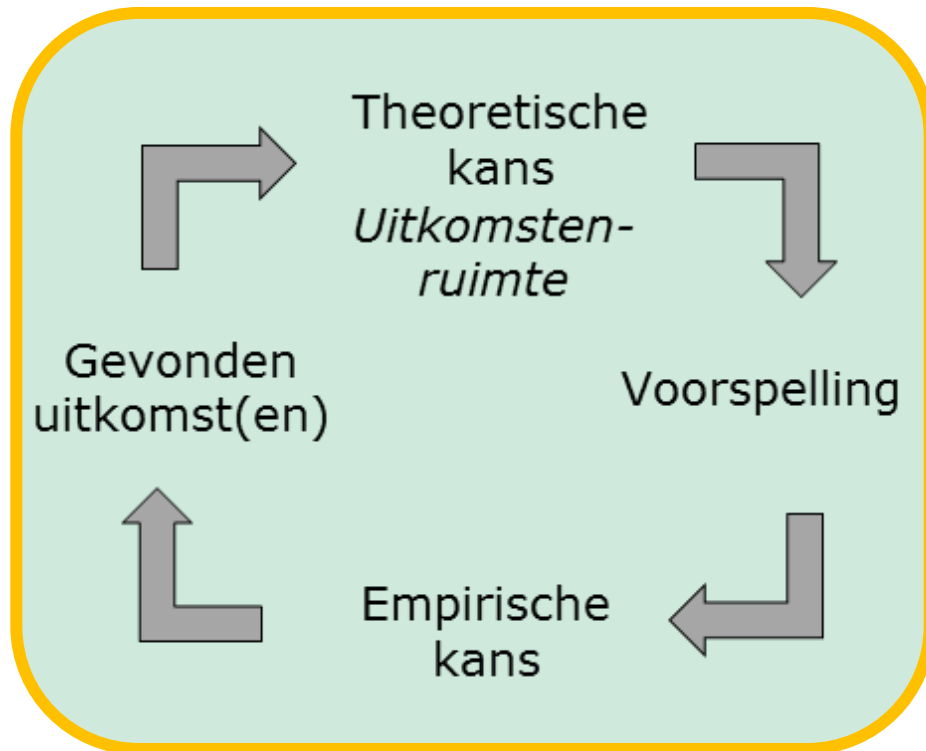 Theoretische
kans
Uitkomsten-
ruimte
Voorspelling
Empirische
kans
Gevonden
uitkomst(en)